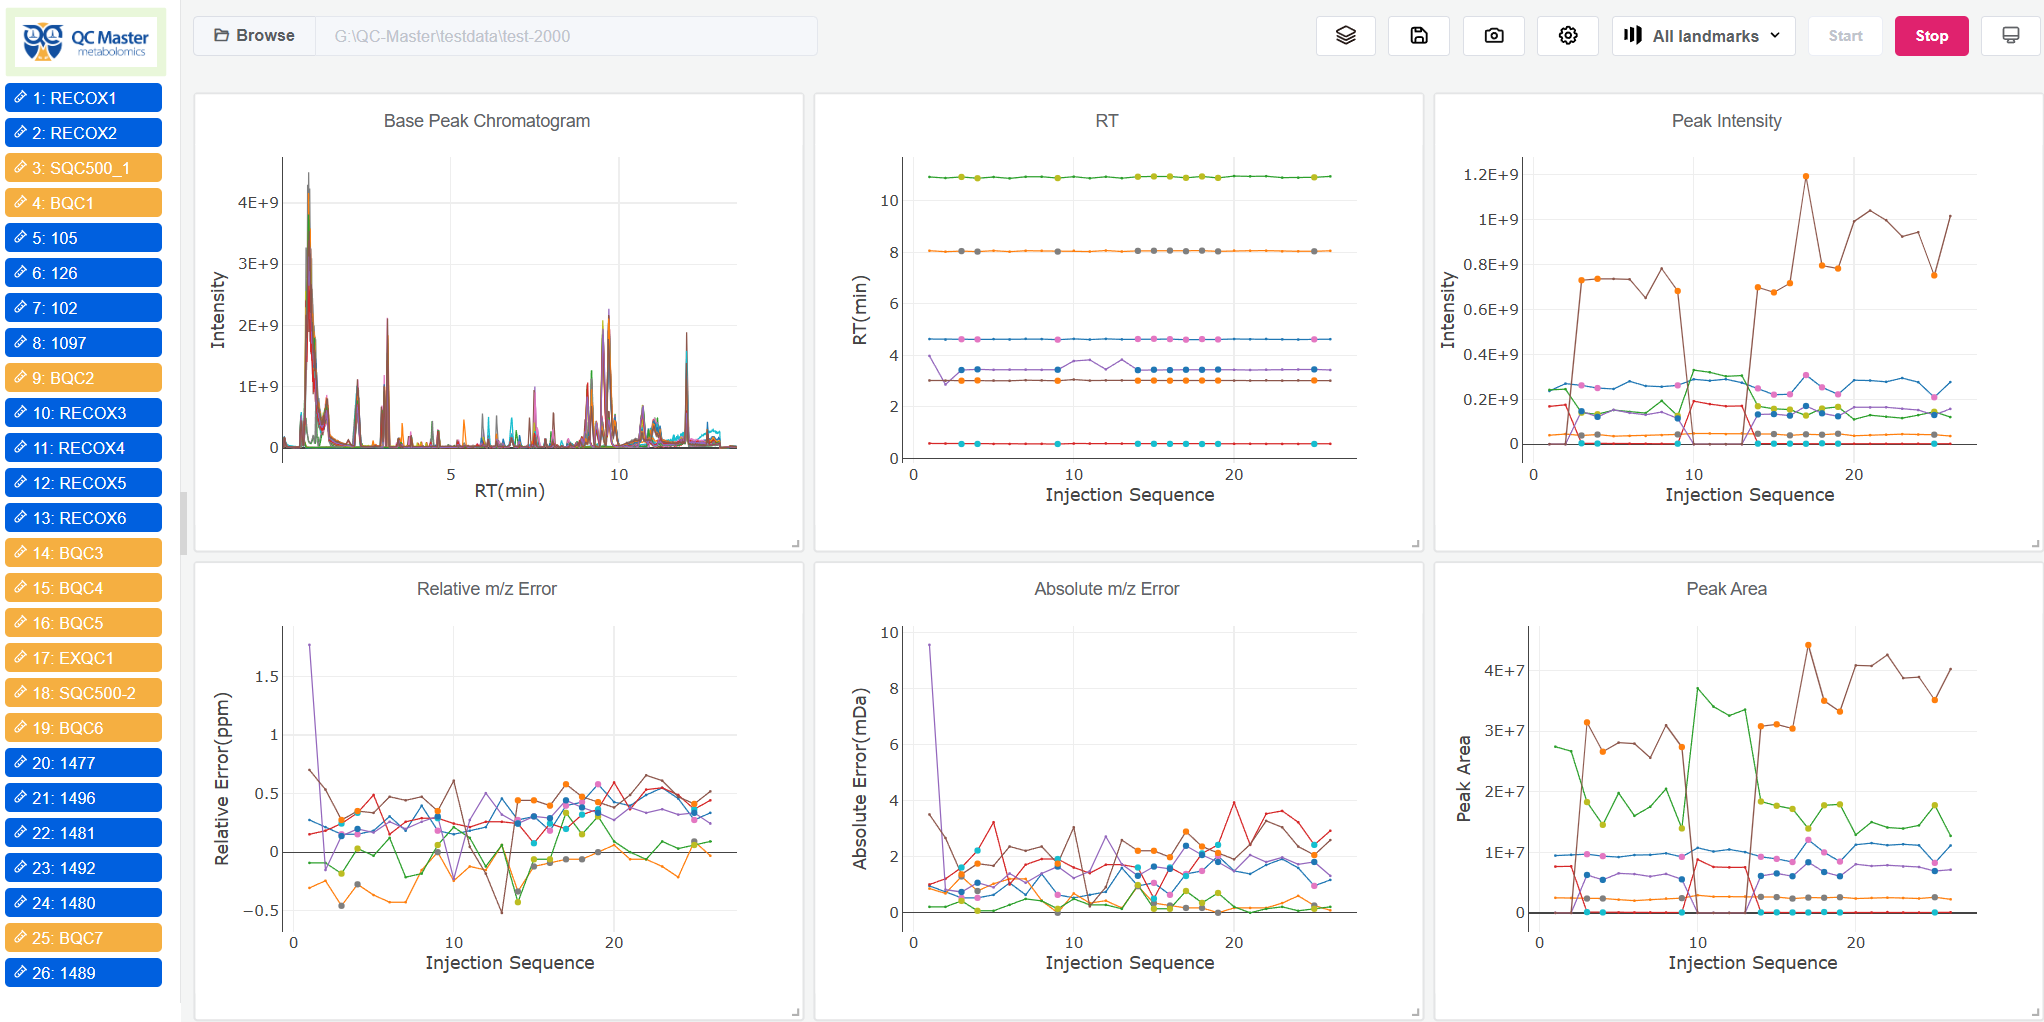 QC Master
metabolomics
Browse
G:\QC-Master\testdata\test-2000
All landmarks
Start
Stop
1: RECOX1
2: RECOX2
3: SQC500_1
4: BQC1
5: 105
6: 126
7: 102
8: 1097
9: BQC2
10: RECOX3
11: RECOX4
12: RECOX5
13: RECOX6
14: BQC3
15: BQC4
16: BQC5
17: EXQC1
18: SQC500-2
19: BQC6
20: 1477
21: 1496
22: 1481
23: 1492
24: 1480
25: BQC7
26: 1489
Base Peak Chromatogram
Intensity
4E+9
3E+9
2E+9
1E+9
0
5
10
RT(min)
RT
RT(min)
10
8
6
4
2
0
0
10
20
Injection Sequence
Peak Intensity
Intensity
1.2E+9
1E+9
0.8E+9
0.6E+9
0.4E+9
0.2E+9
0
0
10
20
Injection Sequence
Relative m/z Error
Relative Error(ppm)
1.5
1
0.5
0
−0.5
0
10
20
Injection Sequence
Absolute m/z Error
Absolute Error(mDa)
10
8
6
4
2
0
0
10
20
Injection Sequence
Peak Area
Peak Area
4E+7
3E+7
2E+7
1E+7
0
0
10
20
Injection Sequence